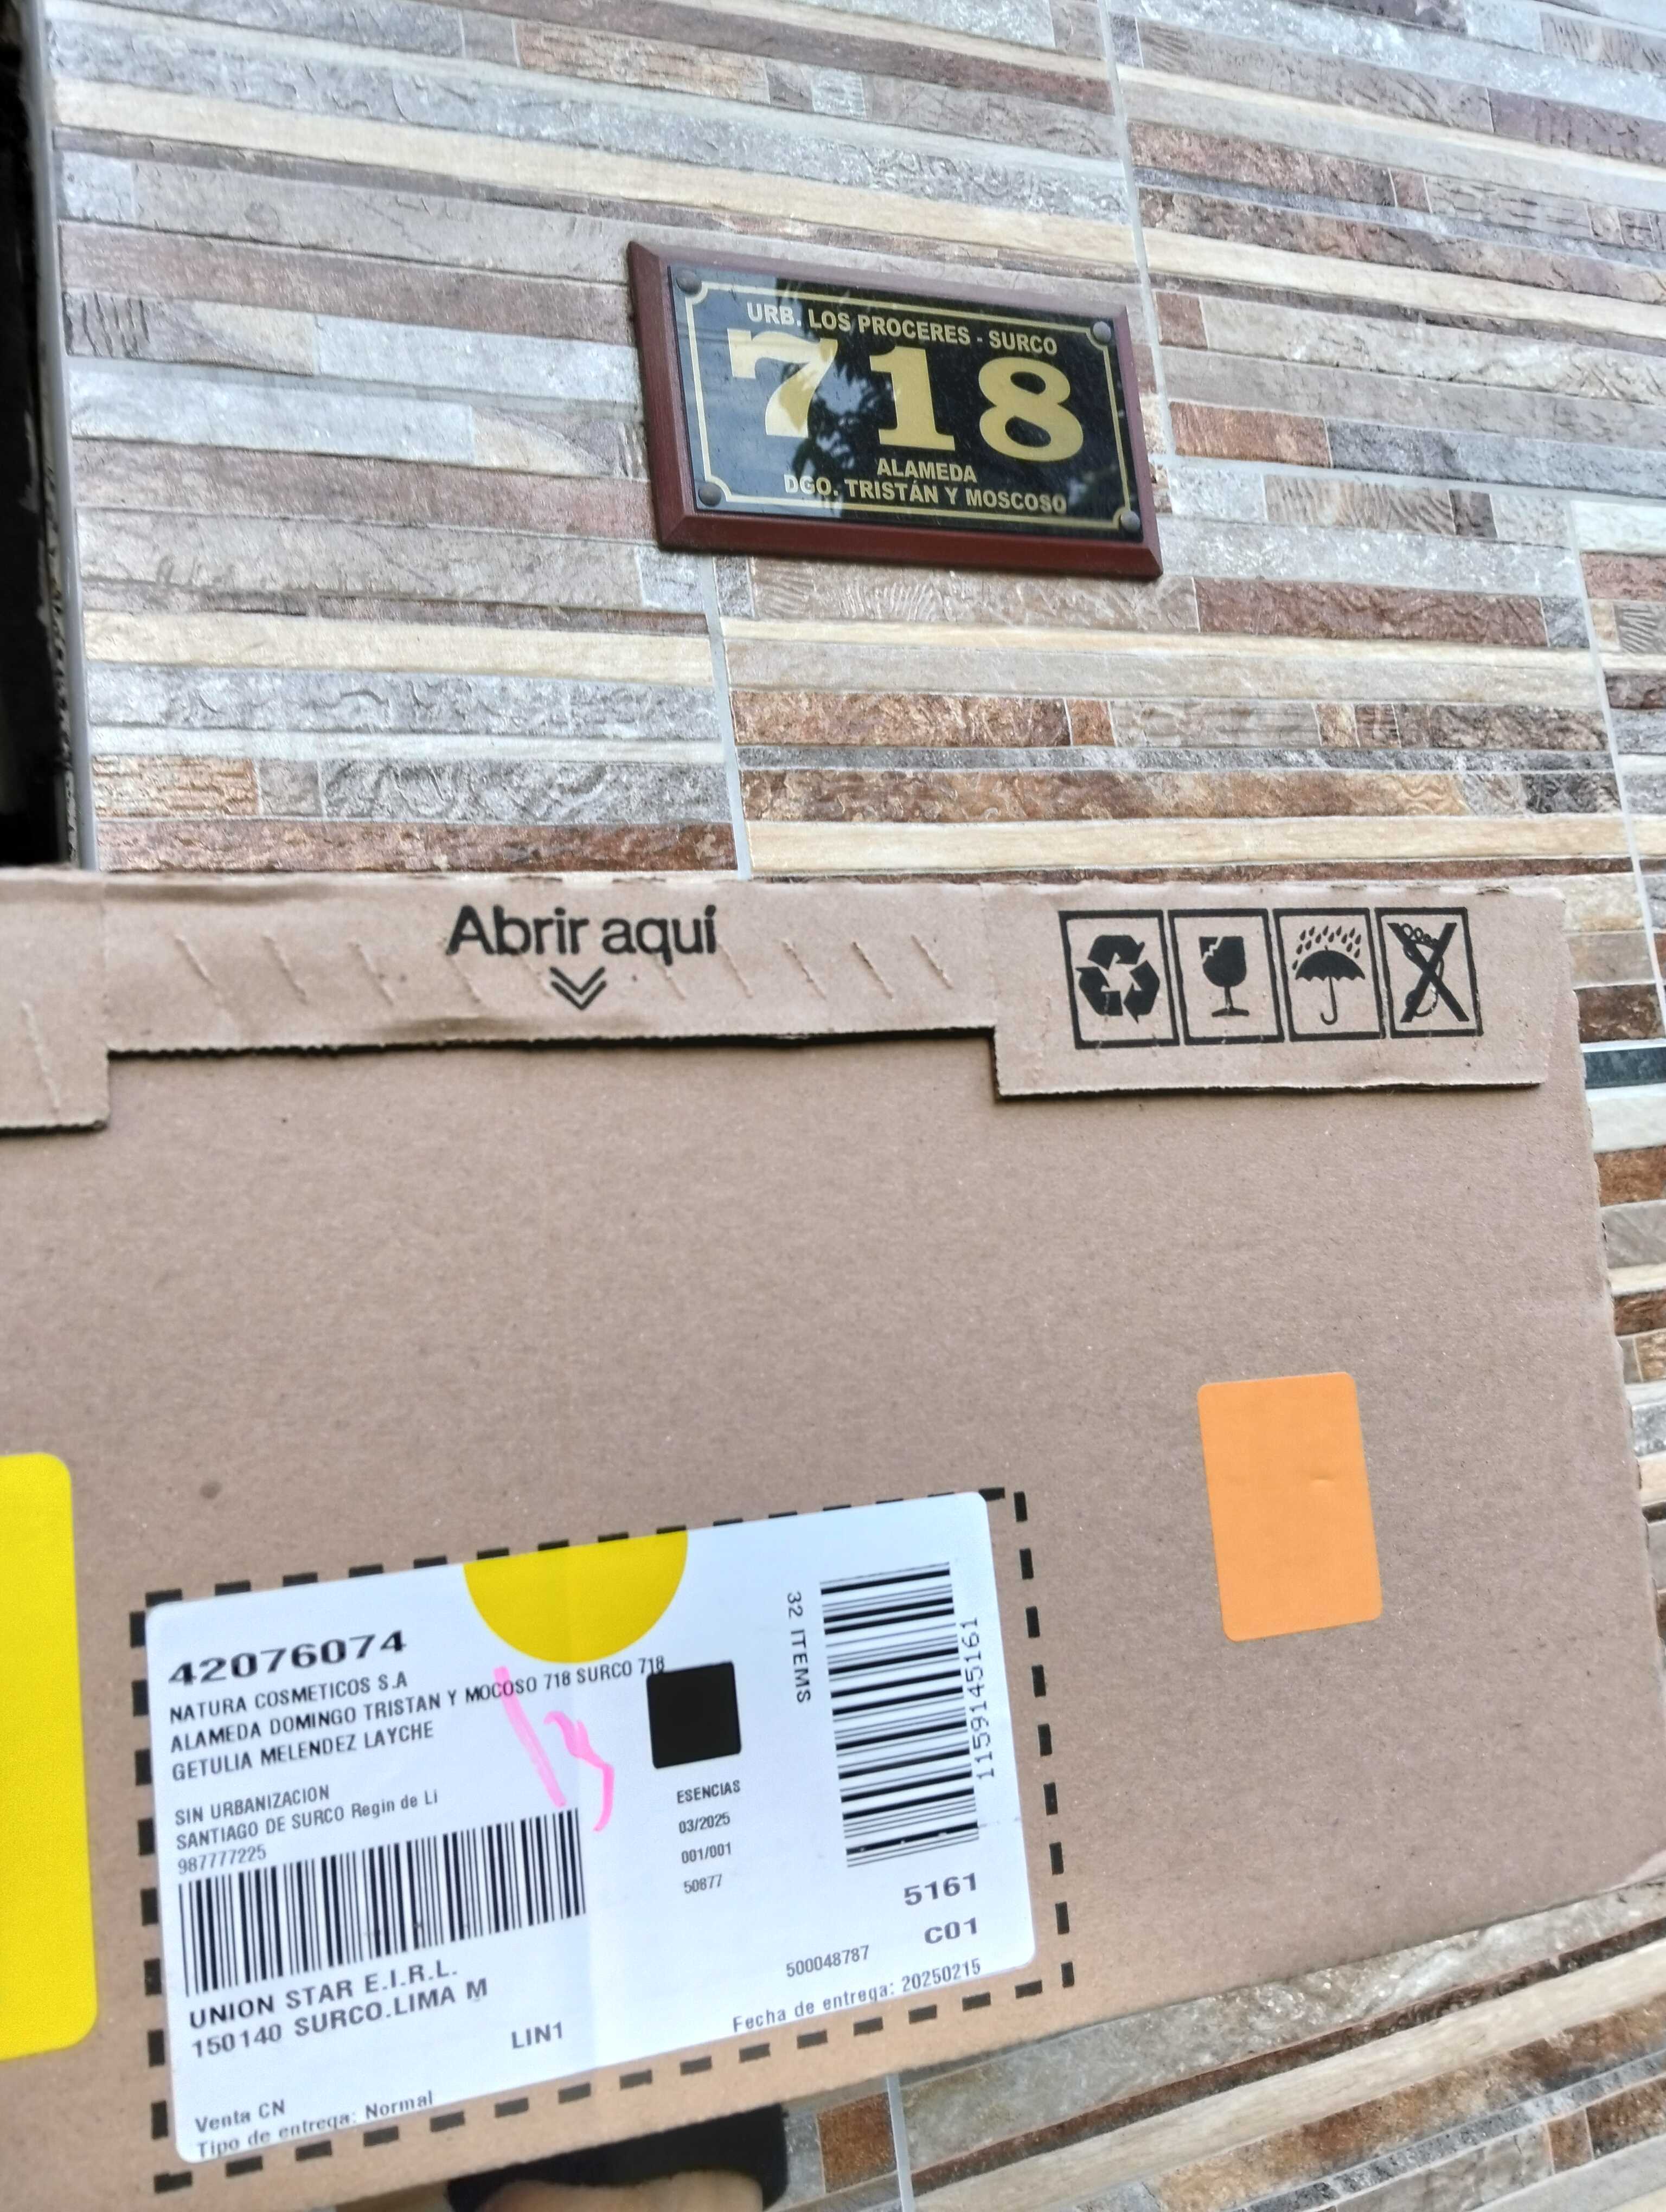 URB. LOS PROCERES - SURCO
718
ALAMEDA
DGO. TRISTÁN Y MOSCOSO
Abrir aquí
42076074
NATURA COSMETICOS S.A
ALAMEDA DOMINGO TRISTAN Y MOCOSO 718 SURCO 718
GETULIA MELENDEZ LAYCHE
SIN URBANIZACION
SANTIAGO DE SURCO Regin de Li
987777225
UNION STAR E.I.R.L.
150140 SURCO.LIMA M
LIN1
Venta CN
Tipo de entrega: Normal
ESENCIAS
03/2025
001/001
50877
32 ITEMS
1159145161
5161
C01
500048787
Fecha de entrega: 20250215